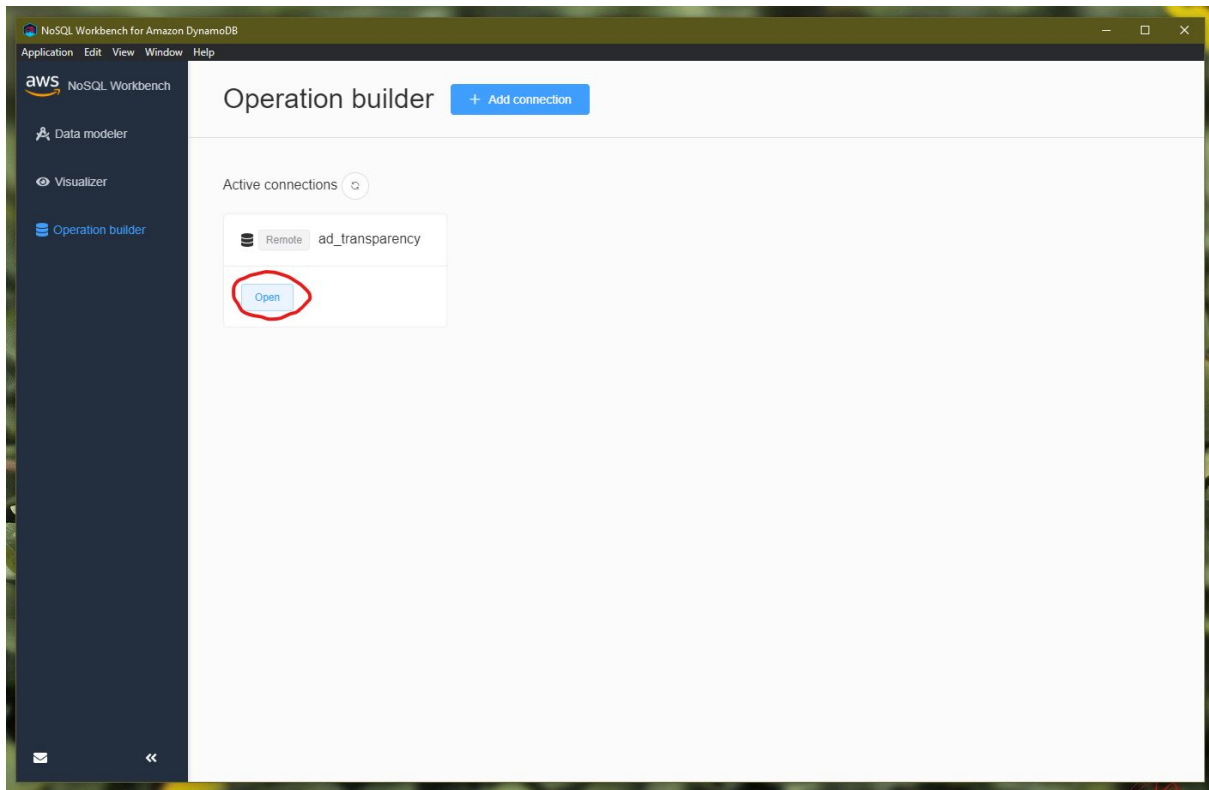 NoSQL Workbench for Amazon DynamoDB
Application Edit View Window Help
aws NoSQL Workbench
Data modeler
Visualizer
Operation builder
Operation builder
+ Add connection
Active connections
Remote ad_transparency
Open